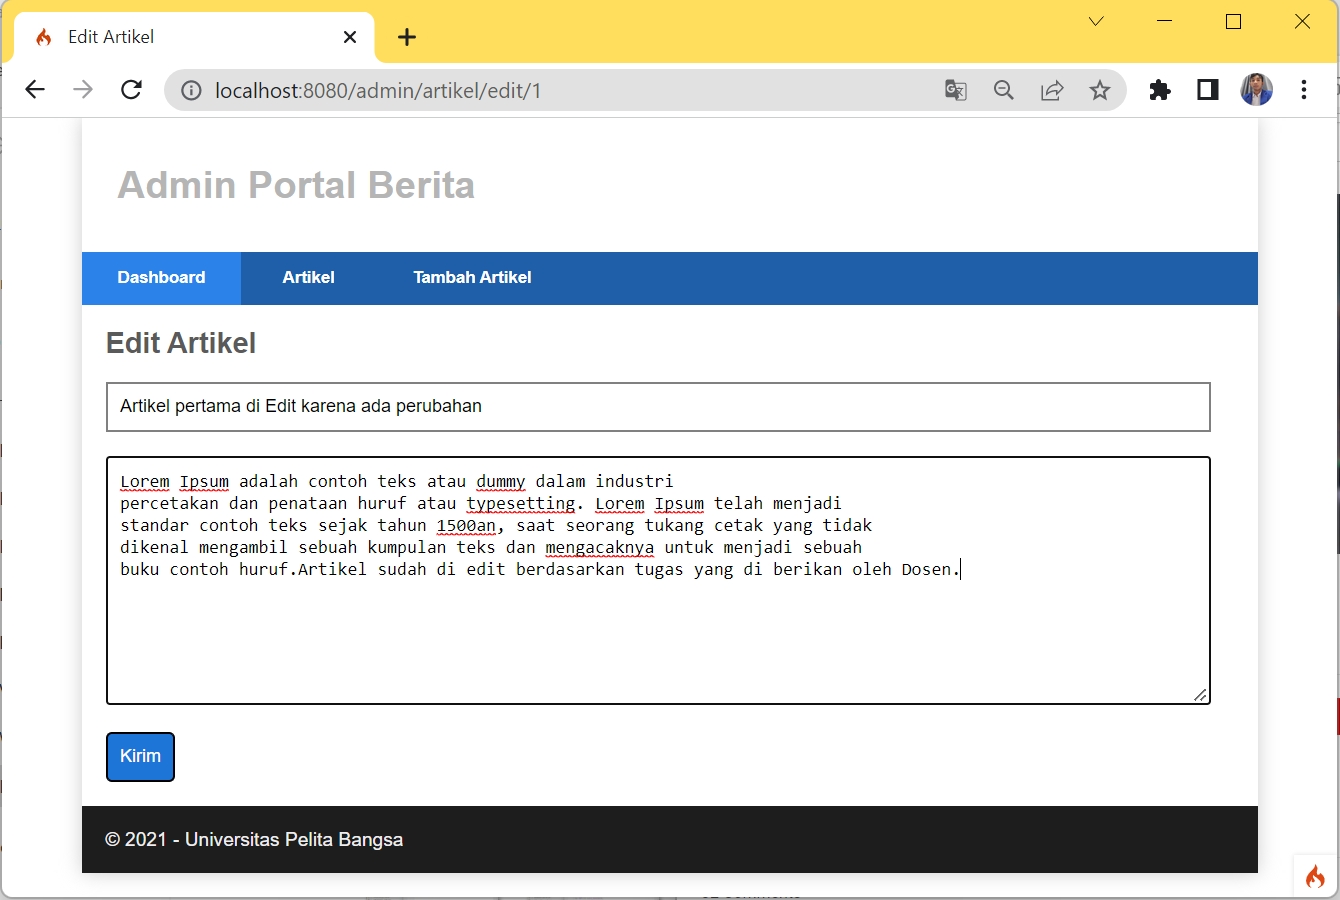 Edit Artikel
localhost:8080/admin/artikel/edit/1
Admin Portal Berita
Dashboard Artikel Tambah Artikel
Edit Artikel
Artikel pertama di Edit karena ada perubahan
Lorem Ipsum adalah contoh teks atau dummy dalam industri
percetakan dan penataan huruf atau typesetting. Lorem Ipsum telah menjadi
standar contoh teks sejak tahun 1500an, saat seorang tukang cetak yang tidak
dikenal mengambil sebuah kumpulan teks dan mengacaknya untuk menjadi sebuah
buku contoh huruf.Artikel sudah di edit berdasarkan tugas yang di berikan oleh Dosen.
Kirim
© 2021 - Universitas Pelita Bangsa